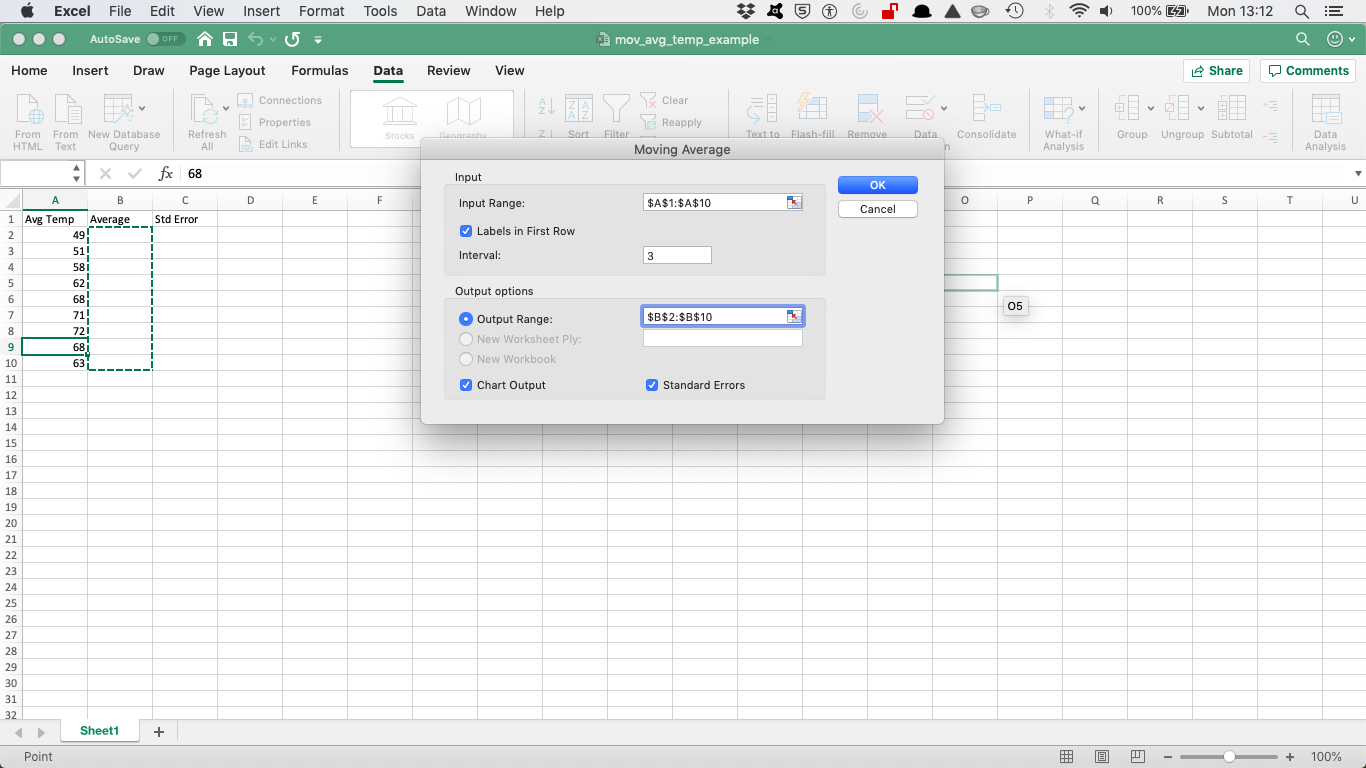 Excel File Edit View Insert Format Tools Data Window Help 100% Mon 13:12
AutoSave OFF mov_avg_temp_example
Home Insert Draw Page Layout Formulas Data Review View Share Comments
Connections Clear
Properties Reapply
Edit Links
From HTML From Text New Database Query Refresh All Stocks Geography Sort Filter Text to Flash-fill Remove Data Consolidate What-if Analysis Group Ungroup Subtotal Data Analysis
fx 68
Moving Average
Input
Input Range: $A$1:$A$10
Labels in First Row
Interval: 3
Output options
Output Range: $B$2:$B$10
New Worksheet Ply:
New Workbook
Chart Output Standard Errors
OK
Cancel
A B C D E F O P Q R S T U
1 Avg Temp Average Std Error
2 49
3 51
4 58
5 62
6 68
7 71
8 72
9 68
10 63
11
12
13
14
15
16
17
18
19
20
21
22
23
24
25
26
27
28
29
30
31
32
O5
Sheet1 +
Point 100%